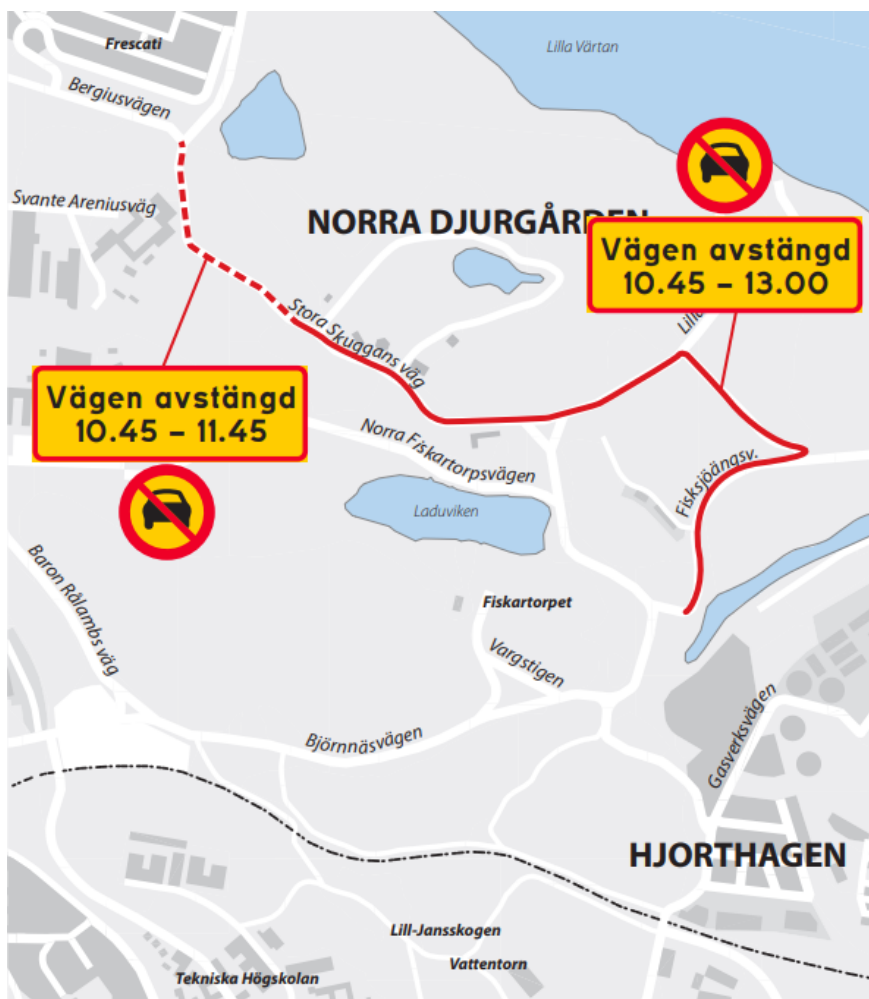 Frescati
Lilla Värtan
Bergiusvägen
Svante Areniusväg
NORRA DJURGÅRDEN
Vägen avstängd
10.45 – 13.00
Stora Skuggans väg
Vägen avstängd
10.45 – 11.45
Norra Fiskartorpsvägen
Fisksjöängsv.
Laduviken
Baron Rålambs väg
Fiskartorpet
Vargstigen
Björnnäsvägen
Gasverksvägen
HJORTHAGEN
Lill-Jansskogen
Vattentorn
Tekniska Högskolan